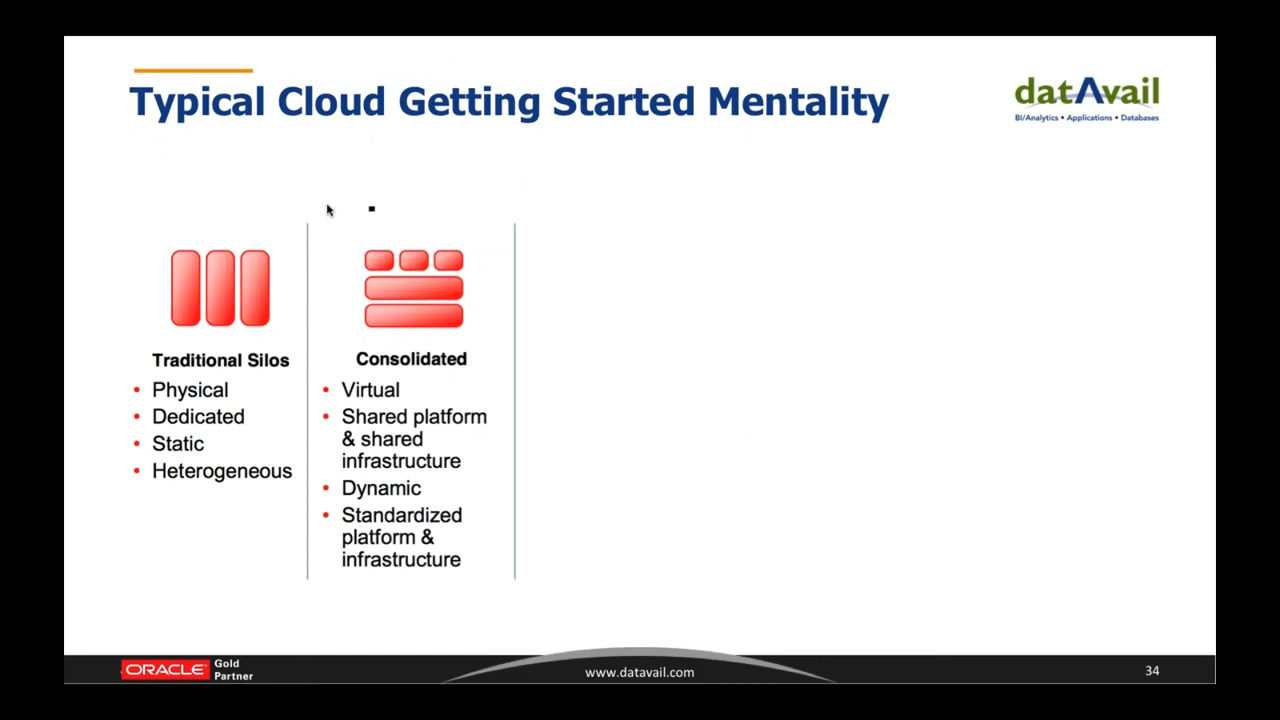 Typical Cloud Getting Started Mentality
datAvail
BI/Analytics • Applications • Databases
Traditional Silos
• Physical
• Dedicated
• Static
• Heterogeneous
Consolidated
• Virtual
• Shared platform
& shared
infrastructure
• Dynamic
• Standardized
platform &
infrastructure
ORACLE
Gold
Partner
www.datavail.com
34